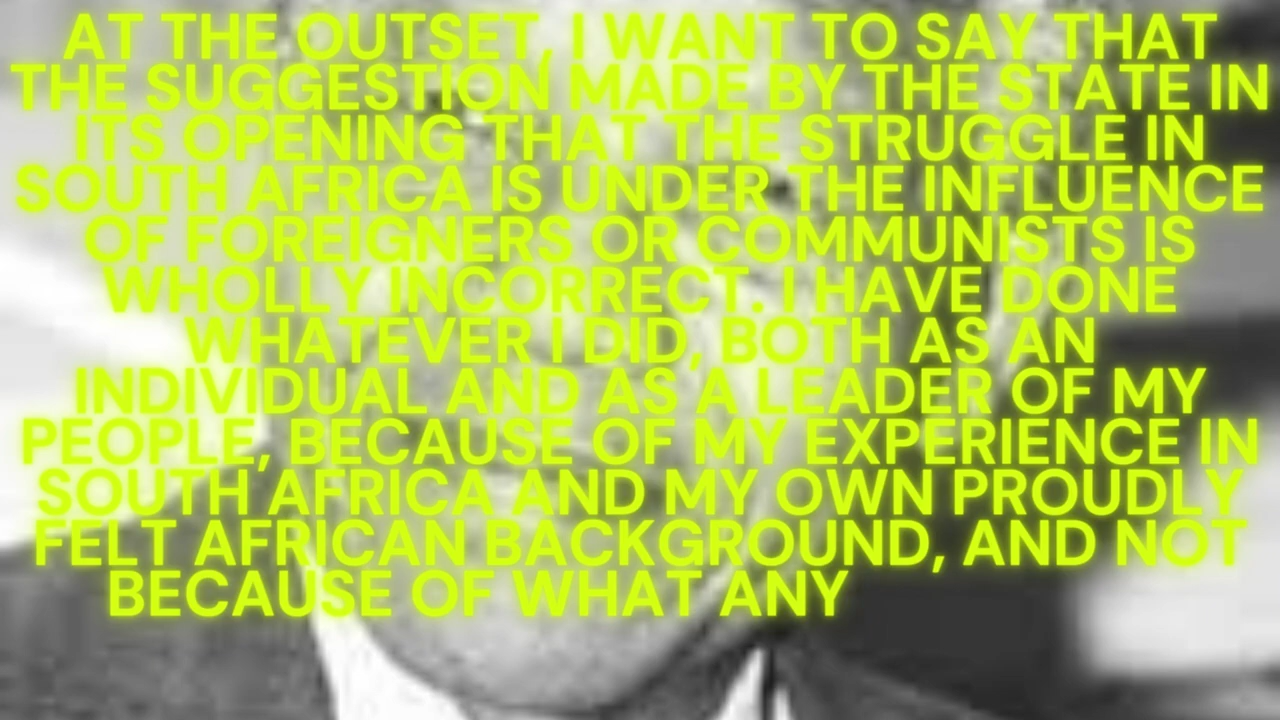 AT THE OUTSET, I WANT TO SAY THAT
THE SUGGESTION MADE BY THE STATE IN
ITS OPENING THAT THE STRUGGLE IN
SOUTH AFRICA IS UNDER THE INFLUENCE
OF FOREIGNERS OR COMMUNISTS IS
WHOLLY INCORRECT. I HAVE DONE
WHATEVER I DID, BOTH AS AN
INDIVIDUAL AND AS A LEADER OF MY
PEOPLE, BECAUSE OF MY EXPERIENCE IN
SOUTH AFRICA AND MY OWN PROUDLY
FELT AFRICAN BACKGROUND, AND NOT
BECAUSE OF WHAT ANY